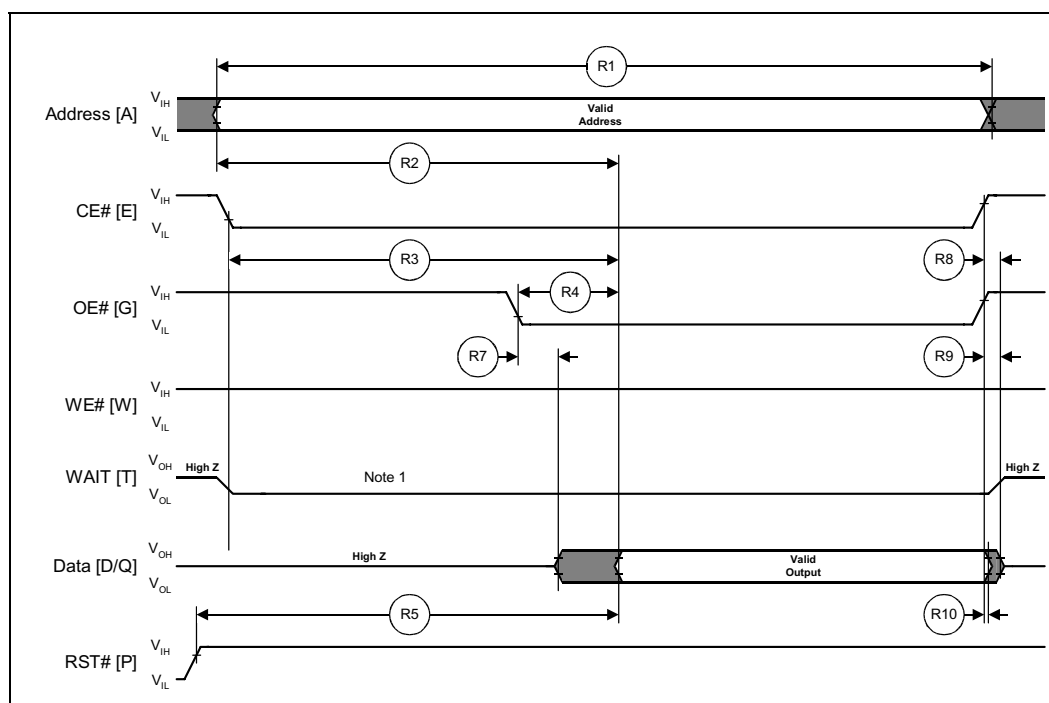 R1
Address [A]
VIH
VIL
Valid
Address
R2
CE# [E]
VIH
VIL
R3
R8
OE# [G]
VIH
VIL
R4
R7
R9
WE# [W]
VIH
VIL
WAIT [T]
VOH
VOL
High Z
Note 1
High Z
Data [D/Q]
VOH
VOL
High Z
Valid
Output
R5
R10
RST# [P]
VIH
VIL